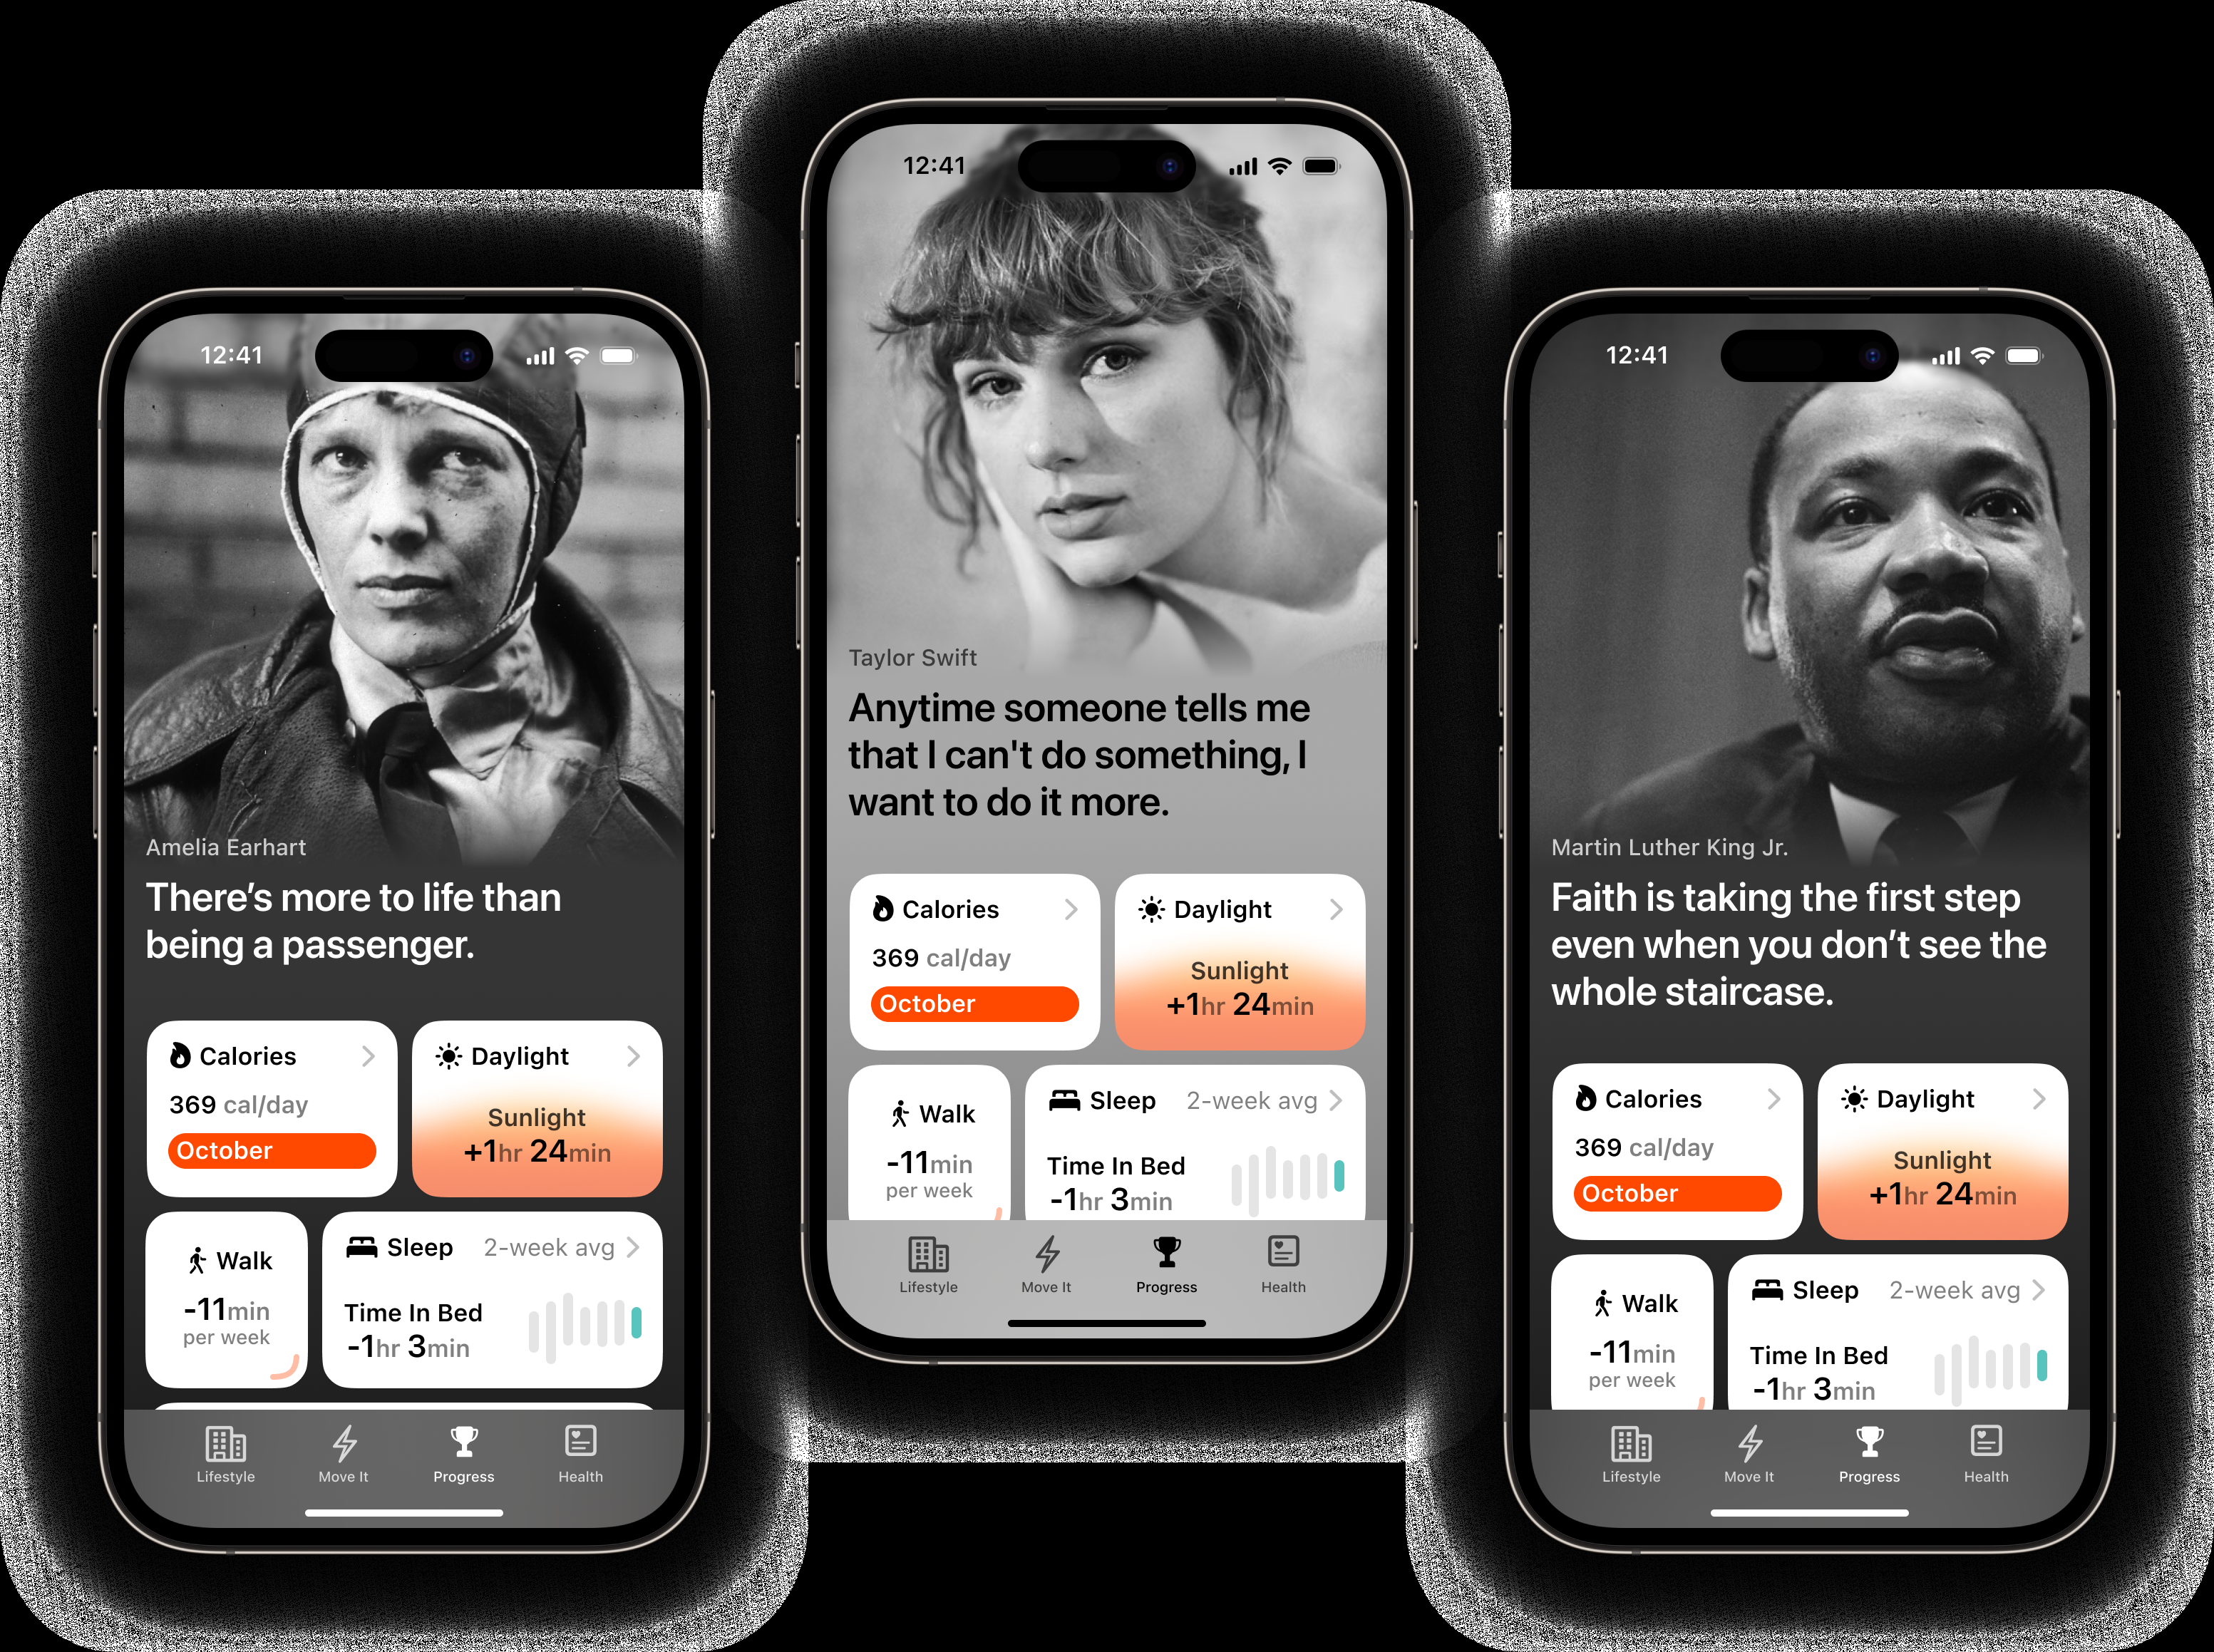 12:41
Amelia Earhart
There’s more to life than
being a passenger.
Calories
369 cal/day
October
Daylight
Sunlight
+1hr 24min
Walk
-11min
per week
Sleep 2-week avg
Time In Bed
-1hr 3min
Lifestyle Move It Progress Health
12:41
Taylor Swift
Anytime someone tells me
that I can't do something, I
want to do it more.
Calories
369 cal/day
October
Daylight
Sunlight
+1hr 24min
Walk
-11min
per week
Sleep 2-week avg
Time In Bed
-1hr 3min
Lifestyle Move It Progress Health
12:41
Martin Luther King Jr.
Faith is taking the first step
even when you don’t see the
whole staircase.
Calories
369 cal/day
October
Daylight
Sunlight
+1hr 24min
Walk
-11min
per week
Sleep 2-week avg
Time In Bed
-1hr 3min
Lifestyle Move It Progress Health